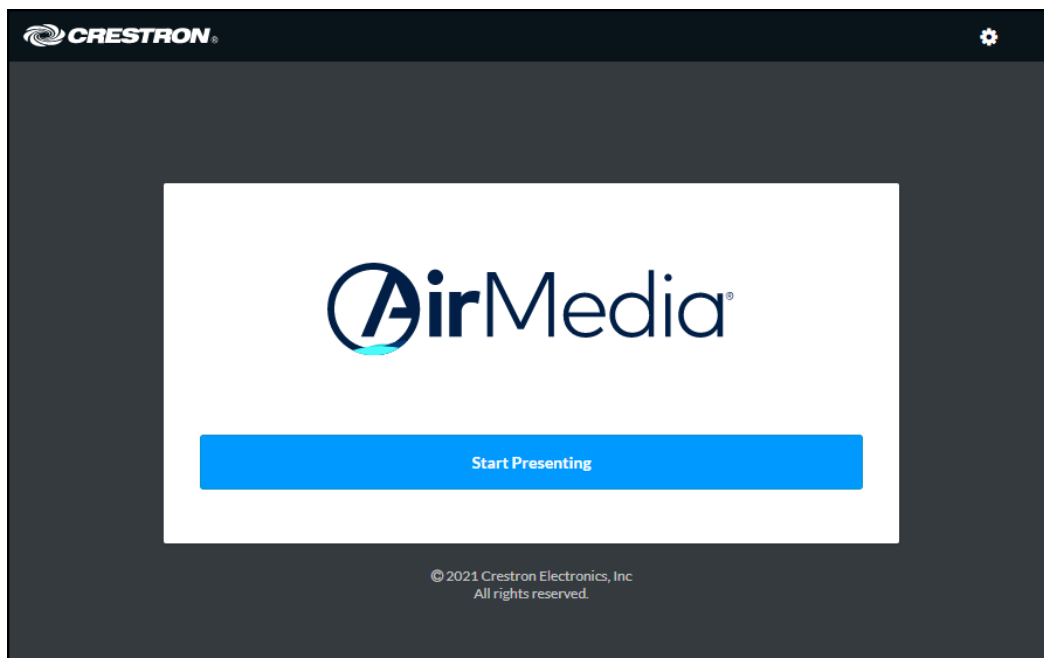 CRESTRON®
AirMedia®
Start Presenting
© 2021 Crestron Electronics, Inc
All rights reserved.